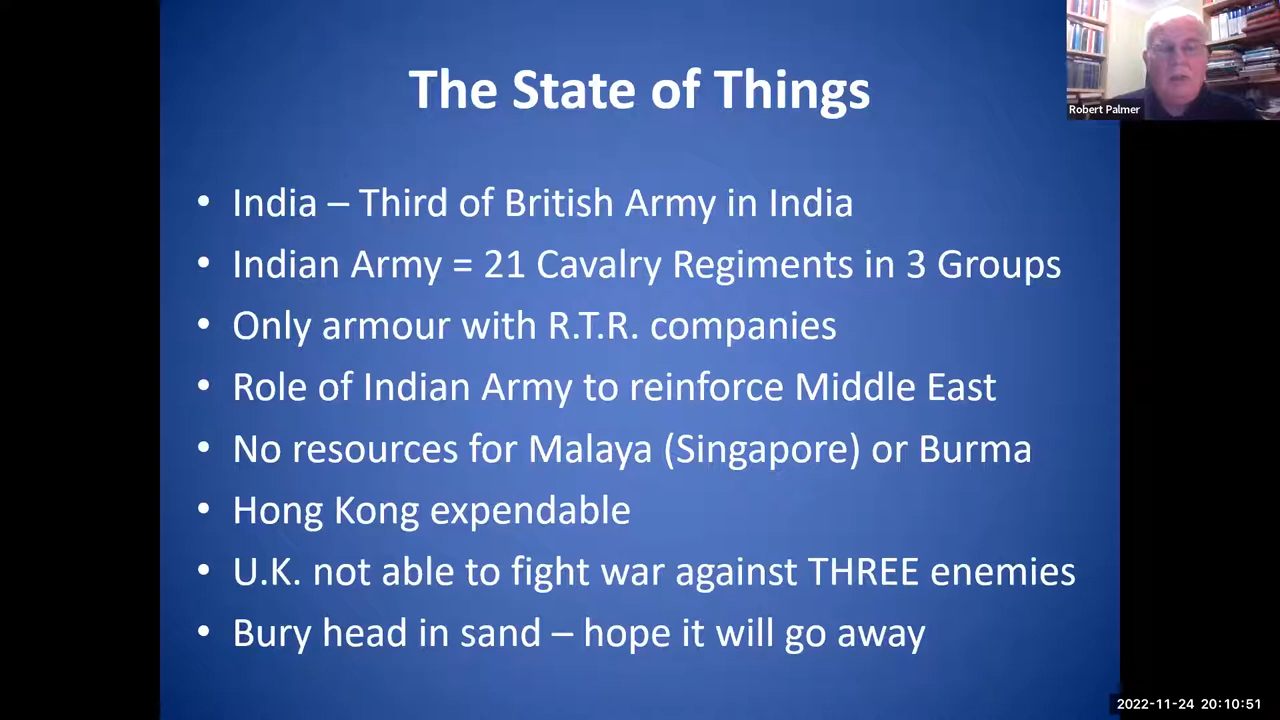 The State of Things
Robert Palmer
• India – Third of British Army in India
• Indian Army = 21 Cavalry Regiments in 3 Groups
• Only armour with R.T.R. companies
• Role of Indian Army to reinforce Middle East
• No resources for Malaya (Singapore) or Burma
• Hong Kong expendable
• U.K. not able to fight war against THREE enemies
• Bury head in sand – hope it will go away
2022-11-24 20:10:51